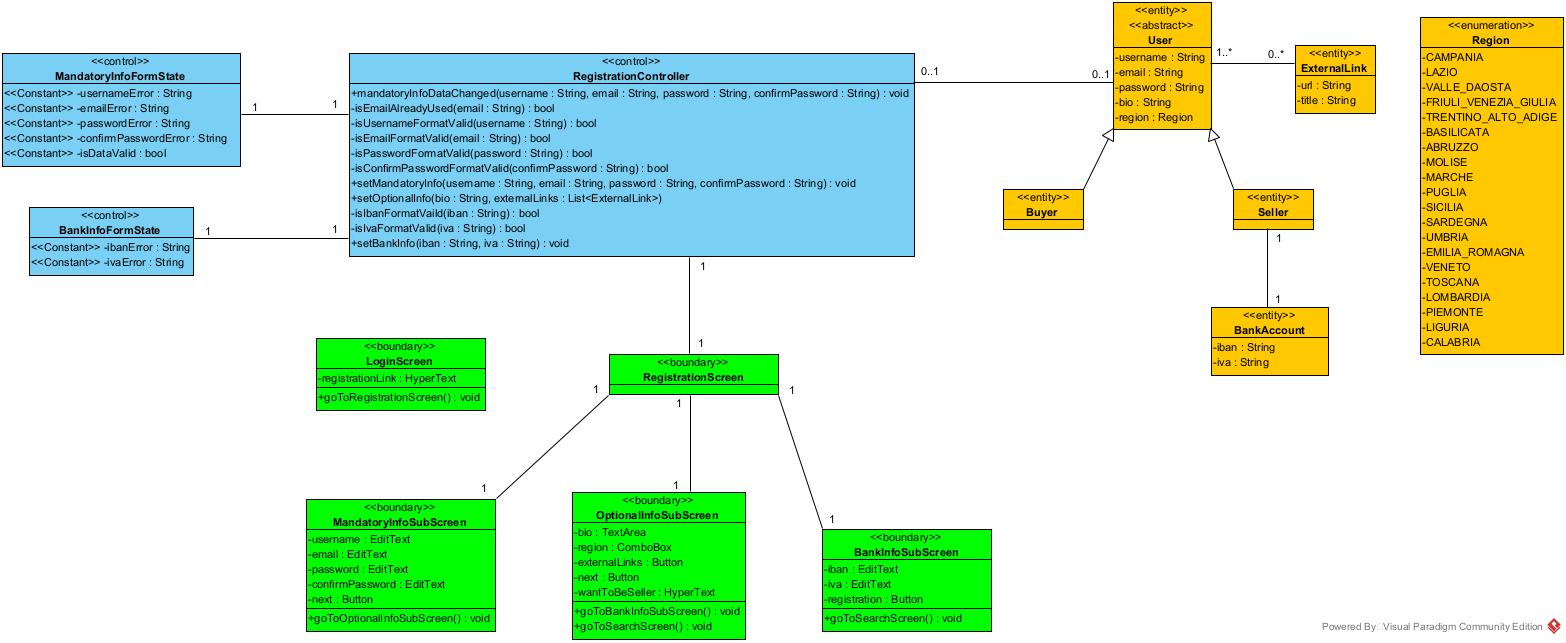 <<control>>
MandatoryInfoFormState
<<Constant>> -usernameError : String
<<Constant>> -emailError : String
<<Constant>> -passwordError : String
<<Constant>> -confirmPasswordError : String
<<Constant>> -isDataValid : bool
1
1
<<control>>
BankInfoFormState
<<Constant>> -ibanError : String
<<Constant>> -ivaError : String
1
1
<<control>>
RegistrationController
+mandatoryInfoDataChanged(username : String, email : String, password : String, confirmPassword : String) : void
-isEmailAlreadyUsed(email : String) : bool
-isUsernameFormatValid(username : String) : bool
-isEmailFormatValid(email : String) : bool
-isPasswordFormatValid(password : String) : bool
-isConfirmPasswordFormatValid(confirmPassword : String) : bool
+setMandatoryInfo(username : String, email : String, password : String, confirmPassword : String) : void
+setOptionalInfo(bio : String, externalLinks : List<ExternalLink>)
-isIbanFormatVaild(iban : String) : bool
-isIvaFormatValid(iva : String) : bool
+setBankInfo(iban : String, iva : String) : void
0..1
0..1
<<entity>>
<<abstract>>
User
-username : String
-email : String
-password : String
-bio : String
-region : Region
1..*
0..*
<<entity>>
ExternalLink
-url : String
-title : String
<<enumeration>>
Region
-CAMPANIA
-LAZIO
-VALLE_DAOSTA
-FRIULI_VENEZIA_GIULIA
-TRENTINO_ALTO_ADIGE
-BASILICATA
-ABRUZZO
-MOLISE
-MARCHE
-PUGLIA
-SICILIA
-SARDEGNA
-UMBRIA
-EMILIA_ROMAGNA
-VENETO
-TOSCANA
-LOMBARDIA
-PIEMONTE
-LIGURIA
-CALABRIA
<<entity>>
Buyer
<<entity>>
Seller
1
1
<<entity>>
BankAccount
-iban : String
-iva : String
1
1
<<boundary>>
LoginScreen
-registrationLink : HyperText
+goToRegistrationScreen() : void
<<boundary>>
RegistrationScreen
1
1
1
1
1
1
<<boundary>>
MandatoryInfoSubScreen
-username : EditText
-email : EditText
-password : EditText
-confirmPassword : EditText
-next : Button
+goToOptionalInfoSubScreen() : void
<<boundary>>
OptionalInfoSubScreen
-bio : TextArea
-region : ComboBox
-externalLinks : Button
-next : Button
-wantToBeSeller : HyperText
+goToBankInfoSubScreen() : void
+goToSearchScreen() : void
<<boundary>>
BankInfoSubScreen
-iban : EditText
-iva : EditText
-registration : Button
+goToSearchScreen() : void
Powered By Visual Paradigm Community Edition